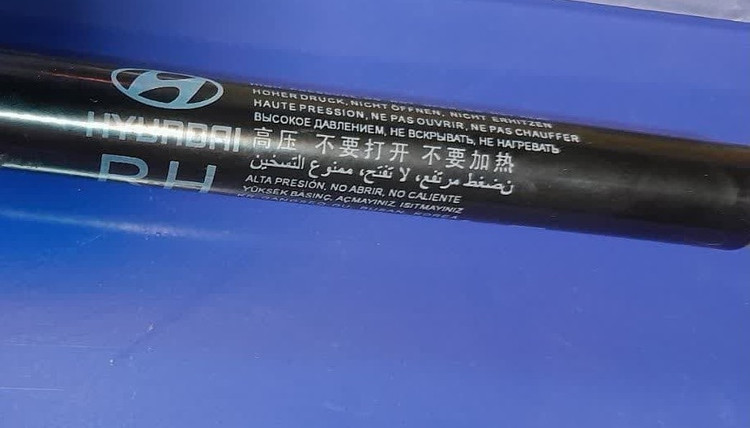 HYUNDAI
RH
HOHER DRUCK, NICHT ÖFFNEN, NICHT ERHITZEN
HAUTE PRESSION, NE PAS OUVRIR, NE PAS CHAUFFER
ВЫСОКОЕ ДАВЛЕНИЕМ, НЕ ВСКРЫВАТЬ, НЕ НАГРЕВАТЬ
高压 不要打开 不要加热
نضغط مرتفع، لا تفتح، ممنوع التسخين
ALTA PRESIÓN, NO ABRIR, NO CALIENTE
YÜKSEK BASINÇ, AÇMAYINIZ, ISITMAYINIZ